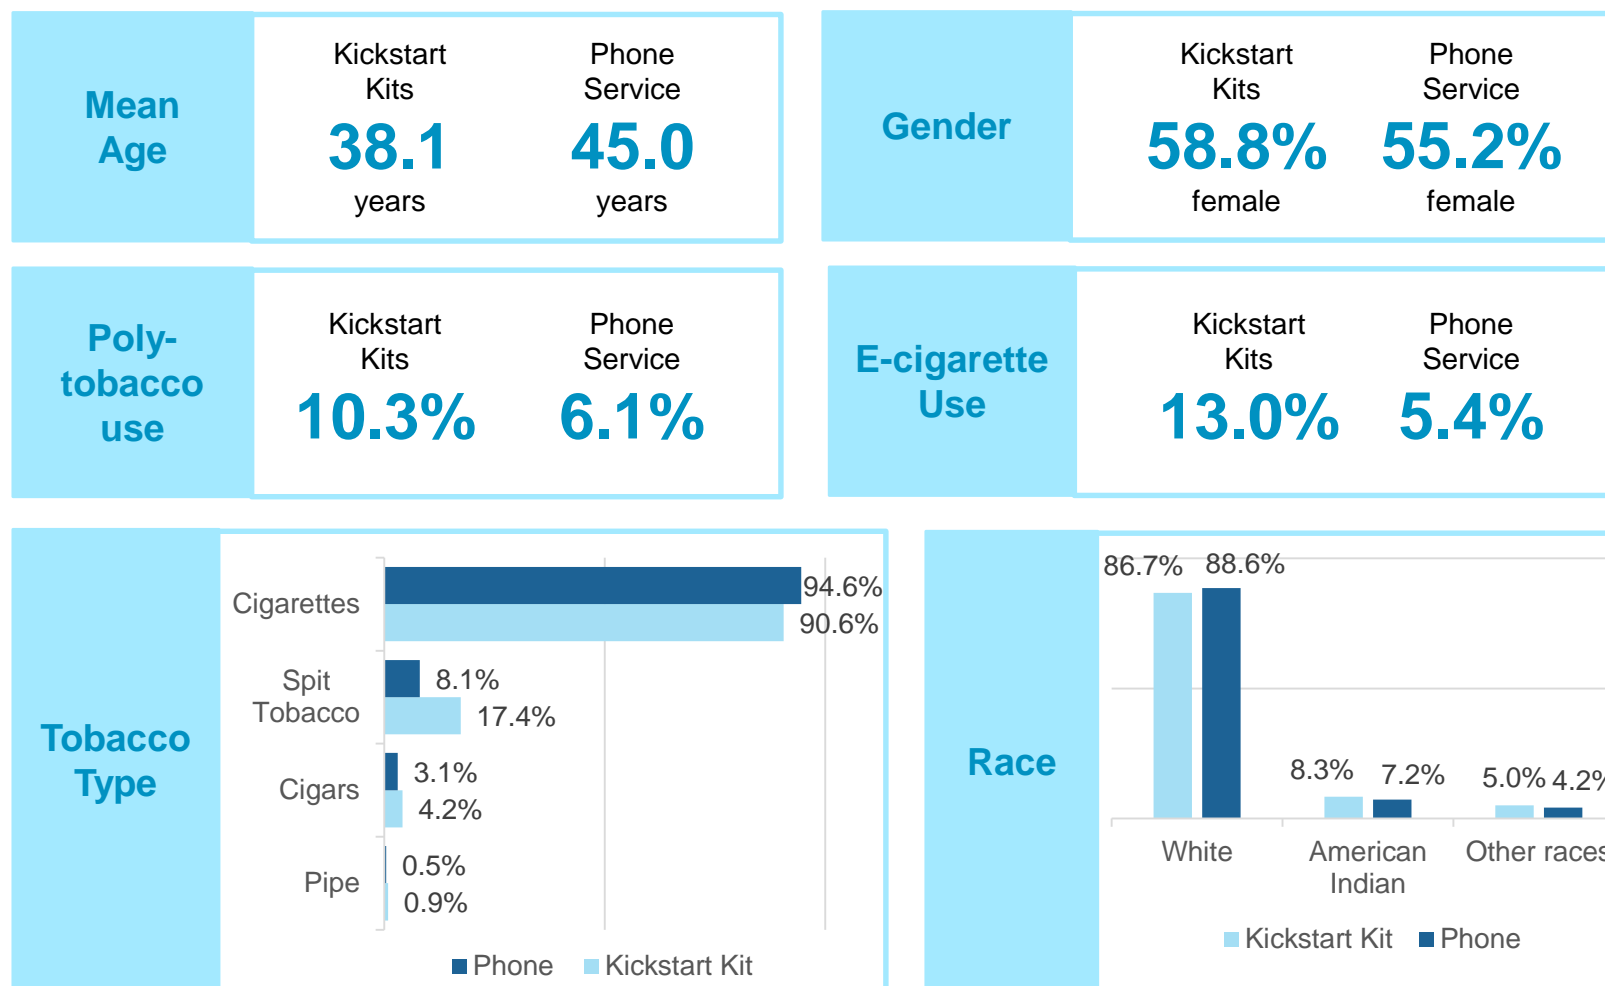 Mean
Age
Kickstart
Kits
38.1
years
Phone
Service
45.0
years
Gender
Kickstart
Kits
58.8%
female
Phone
Service
55.2%
female
Poly-
tobacco
use
Kickstart
Kits
10.3%
Phone
Service
6.1%
E-cigarette
Use
Kickstart
Kits
13.0%
Phone
Service
5.4%
Tobacco
Type
Cigarettes
94.6%
90.6%
Spit
Tobacco
8.1%
17.4%
Cigars
3.1%
4.2%
Pipe
0.5%
0.9%
Phone
Kickstart Kit
Race
86.7%
88.6%
8.3%
7.2%
5.0%
4.2%
White
American
Indian
Other races
Kickstart Kit
Phone